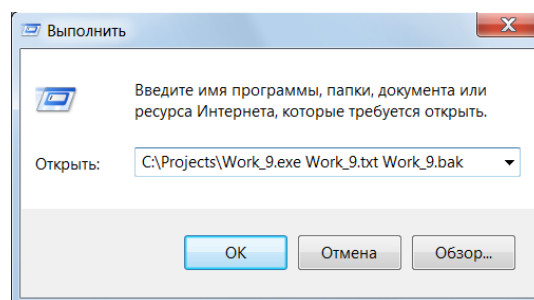 Выполнить
Введите имя программы, папки, документа или
ресурса Интернета, которые требуется открыть.
Открыть: C:\Projects\Work_9.exe Work_9.txt Work_9.bak
OK Отмена Обзор...